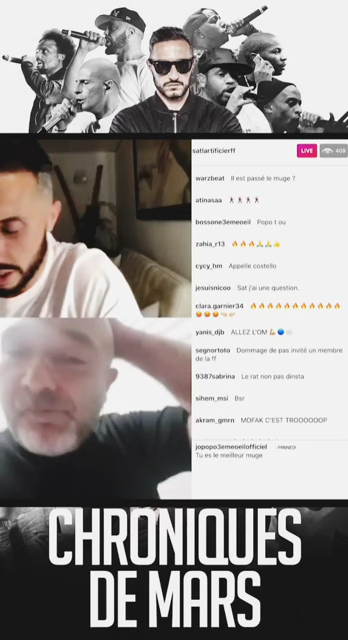 satlartificierff LIVE 409
warzbeat Il est passé le muge ?
atinasaa
bossone3emeoeil Popo t ou
zahia_r13
cycy_hm Appelle costello
jesuisnicoo Sat j'ai une question.
clara.garnier34
yanis_djb ALLEZ L'OM
segnortota Dommage de pas invité un membre
de la ff
9387sabrina Le rat non pas dinsta
sihem_msi Bsr
akram_gmrn MOFAK C'EST TROOOOOOP
jopopo3emeoeilofficiel
Tu es le meilleur muge
CHRONIQUES
DE MARS